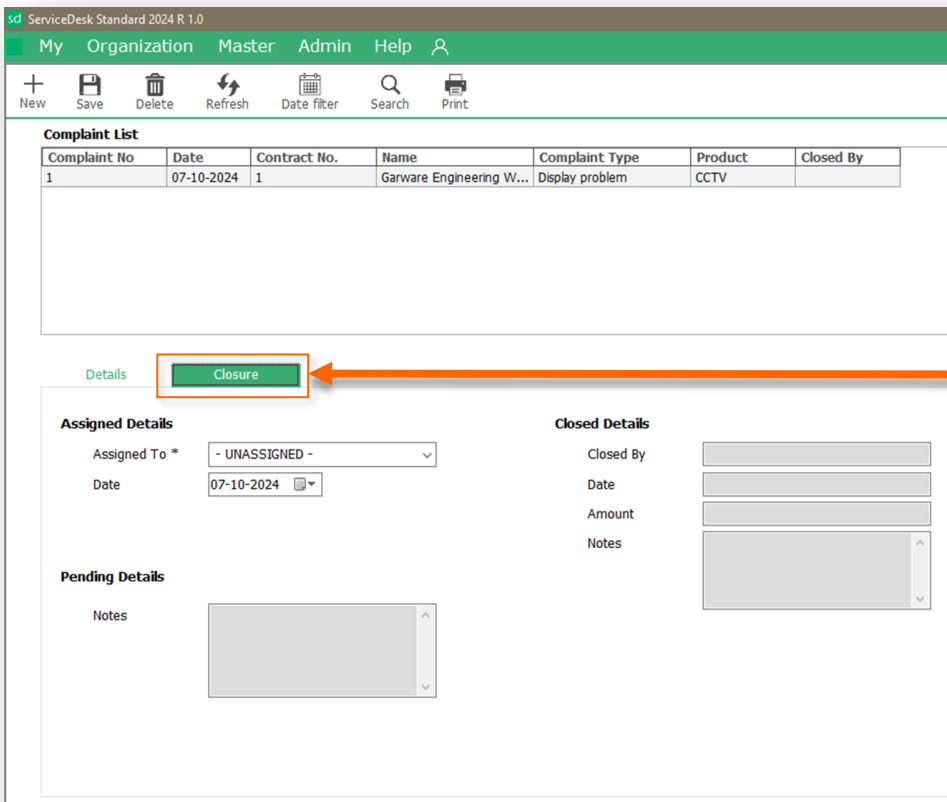 sd ServiceDesk Standard 2024 R 1.0
My Organization Master Admin Help
New Save Delete Refresh Date filter Search Print
Complaint List
Complaint No Date Contract No. Name Complaint Type Product Closed By
1 07-10-2024 1 Garware Engineering W... Display problem CCTV
Details Closure
Assigned Details Closed Details
Assigned To * - UNASSIGNED - Closed By
Date 07-10-2024 Date
Amount
Notes
Pending Details
Notes